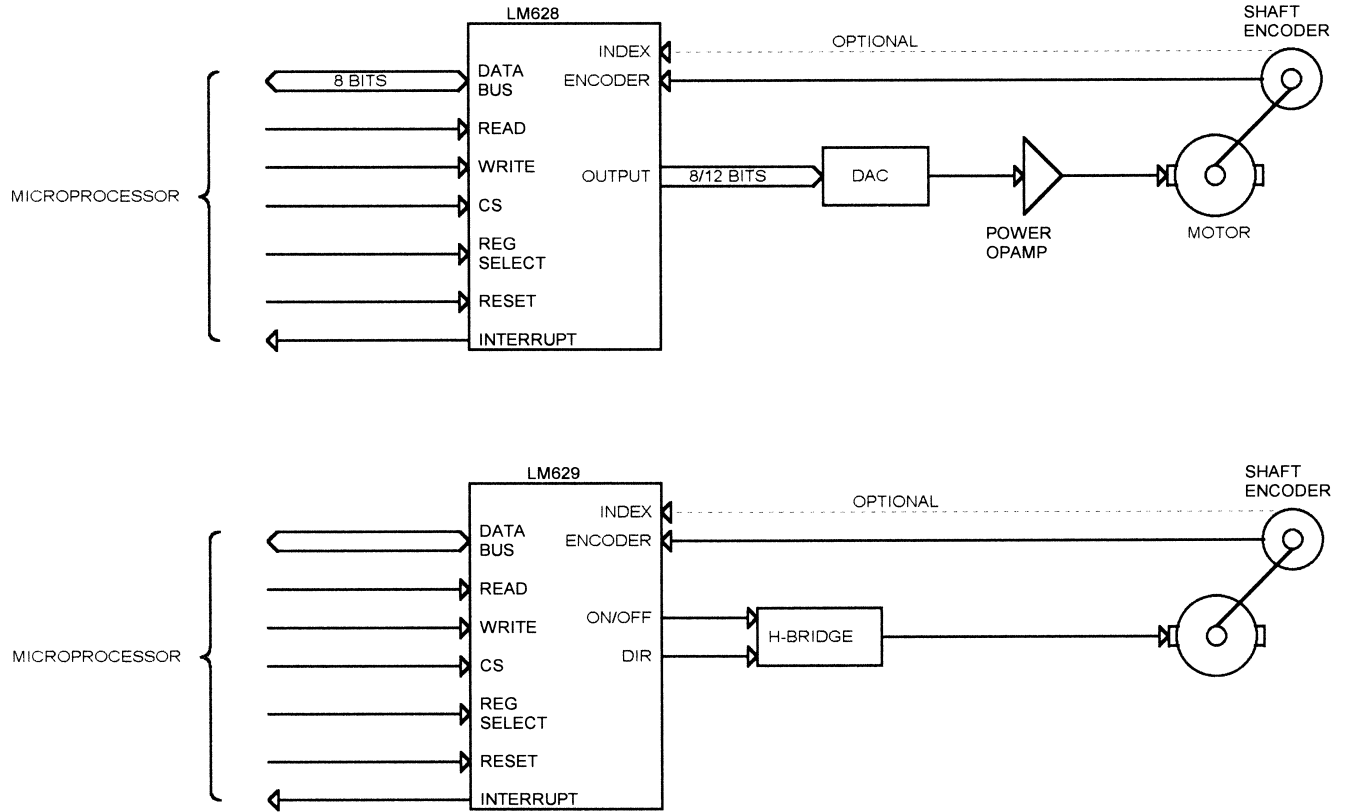 LM628
SHAFT
ENCODER
INDEX
OPTIONAL
8 BITS
DATA
BUS
ENCODER
READ
WRITE
MICROPROCESSOR
OUTPUT
8/12 BITS
DAC
CS
POWER
OPAMP
MOTOR
REG
SELECT
RESET
INTERRUPT
LM629
SHAFT
ENCODER
INDEX
OPTIONAL
DATA
BUS
ENCODER
READ
ON/OFF
WRITE
H-BRIDGE
MICROPROCESSOR
DIR
CS
REG
SELECT
RESET
INTERRUPT